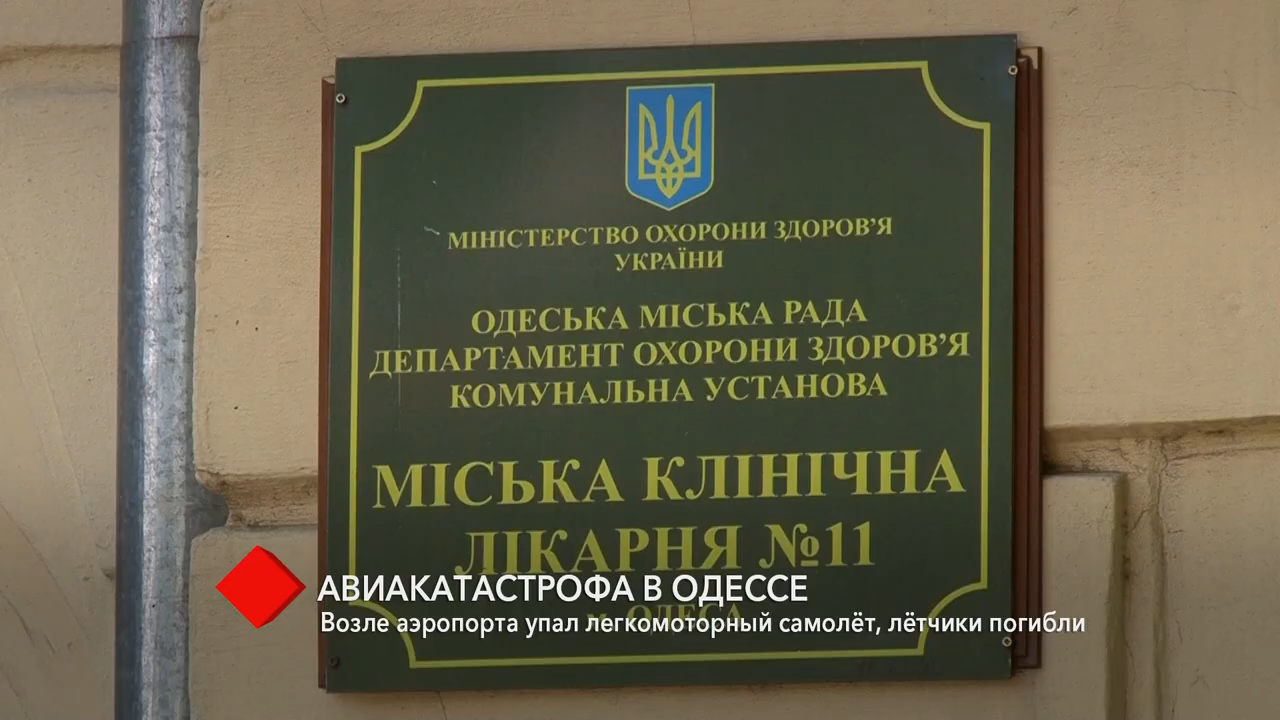 МІНІСТЕРСТВО ОХОРОНИ ЗДОРОВ’Я
УКРАЇНИ
ОДЕСЬКА МІСЬКА РАДА
ДЕПАРТАМЕНТ ОХОРОНИ ЗДОРОВ’Я
КОМУНАЛЬНА УСТАНОВА
МІСЬКА КЛІНІЧНА
ЛІКАРНЯ №11
АВИАКАТАСТРОФА В ОДЕССЕ
м. ОДЕСА
Возле аэропорта упал легкомоторный самолёт, лётчики погибли